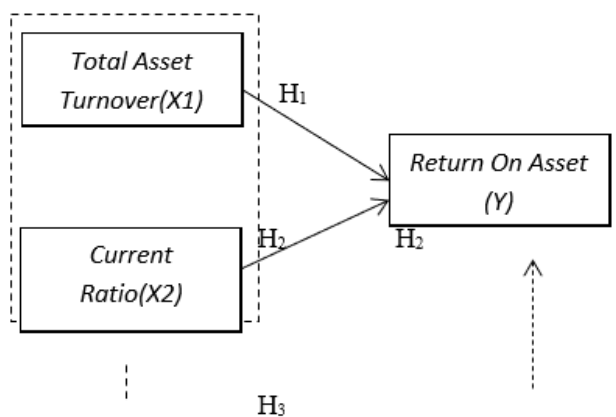 Total Asset
Turnover(X1)
H₁
Return On Asset
(Y)
H₂
H₂
Current
Ratio(X2)
H₃